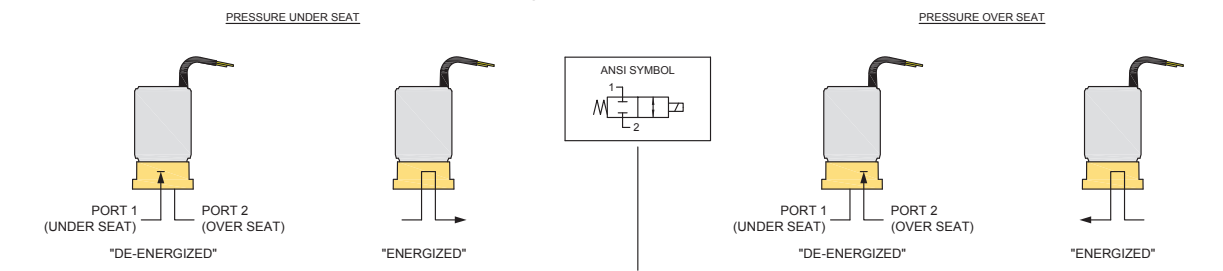 PRESSURE UNDER SEAT
PORT 1
(UNDER SEAT)
PORT 2
(OVER SEAT)
"DE-ENERGIZED"
"ENERGIZED"
ANSI SYMBOL
1
2
PRESSURE OVER SEAT
PORT 1
(UNDER SEAT)
PORT 2
(OVER SEAT)
"DE-ENERGIZED"
"ENERGIZED"